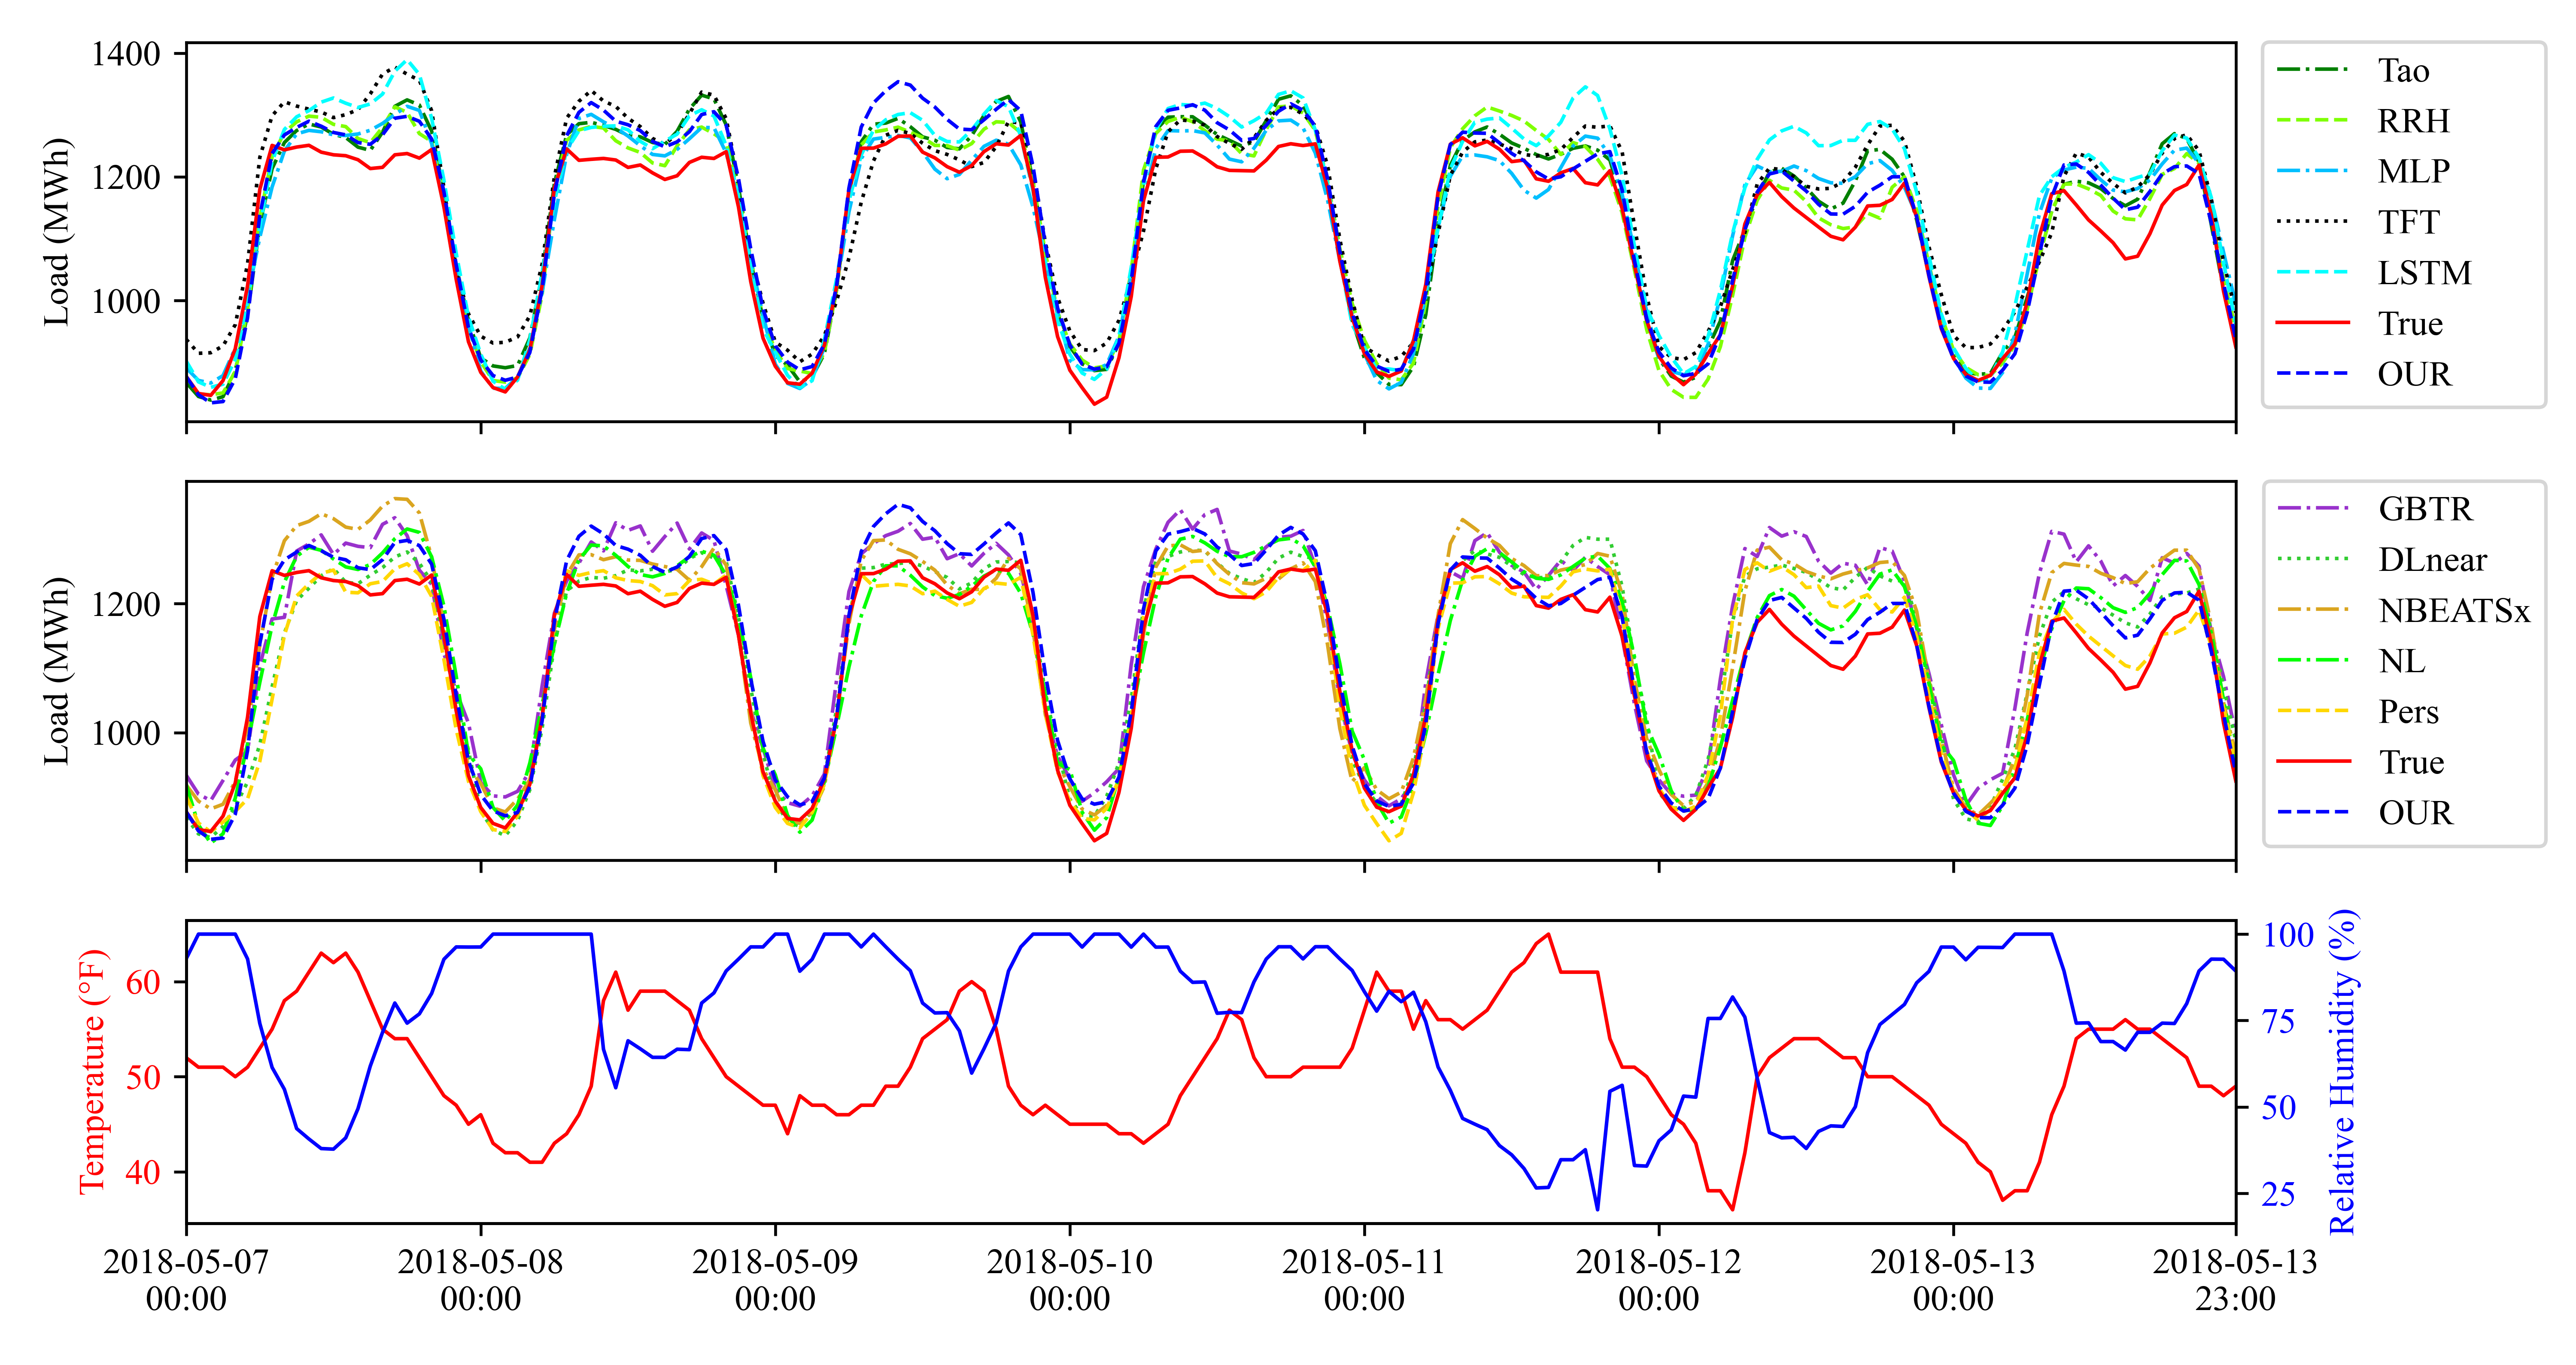 1400
1200
1000
Load (MWh)
Tao
RRH
MLP
TFT
LSTM
True
OUR
1200
1000
Load (MWh)
GBTR
DLnear
NBEATSx
NL
Pers
True
OUR
60
50
40
Temperature (°F)
100
75
50
25
Relative Humidity (%)
2018-05-07 2018-05-08 2018-05-09 2018-05-10 2018-05-11 2018-05-12 2018-05-13 2018-05-13
00:00 00:00 00:00 00:00 00:00 00:00 00:00 23:00